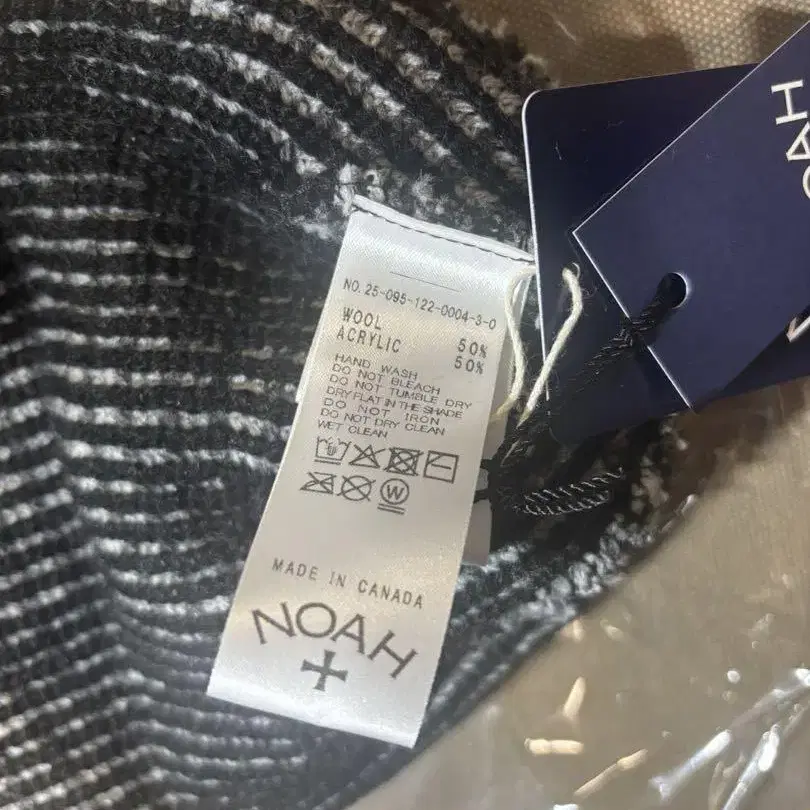 NO. 25-095-122-0004-3-0
WOOL 50%
ACRYLIC 50%
HAND WASH
DO NOT BLEACH
DO NOT TUMBLE DRY
DRY FLAT IN THE SHADE
DO NOT IRON
DO NOT DRY CLEAN
WET CLEAN
W
MADE IN CANADA
NOAH
OAH